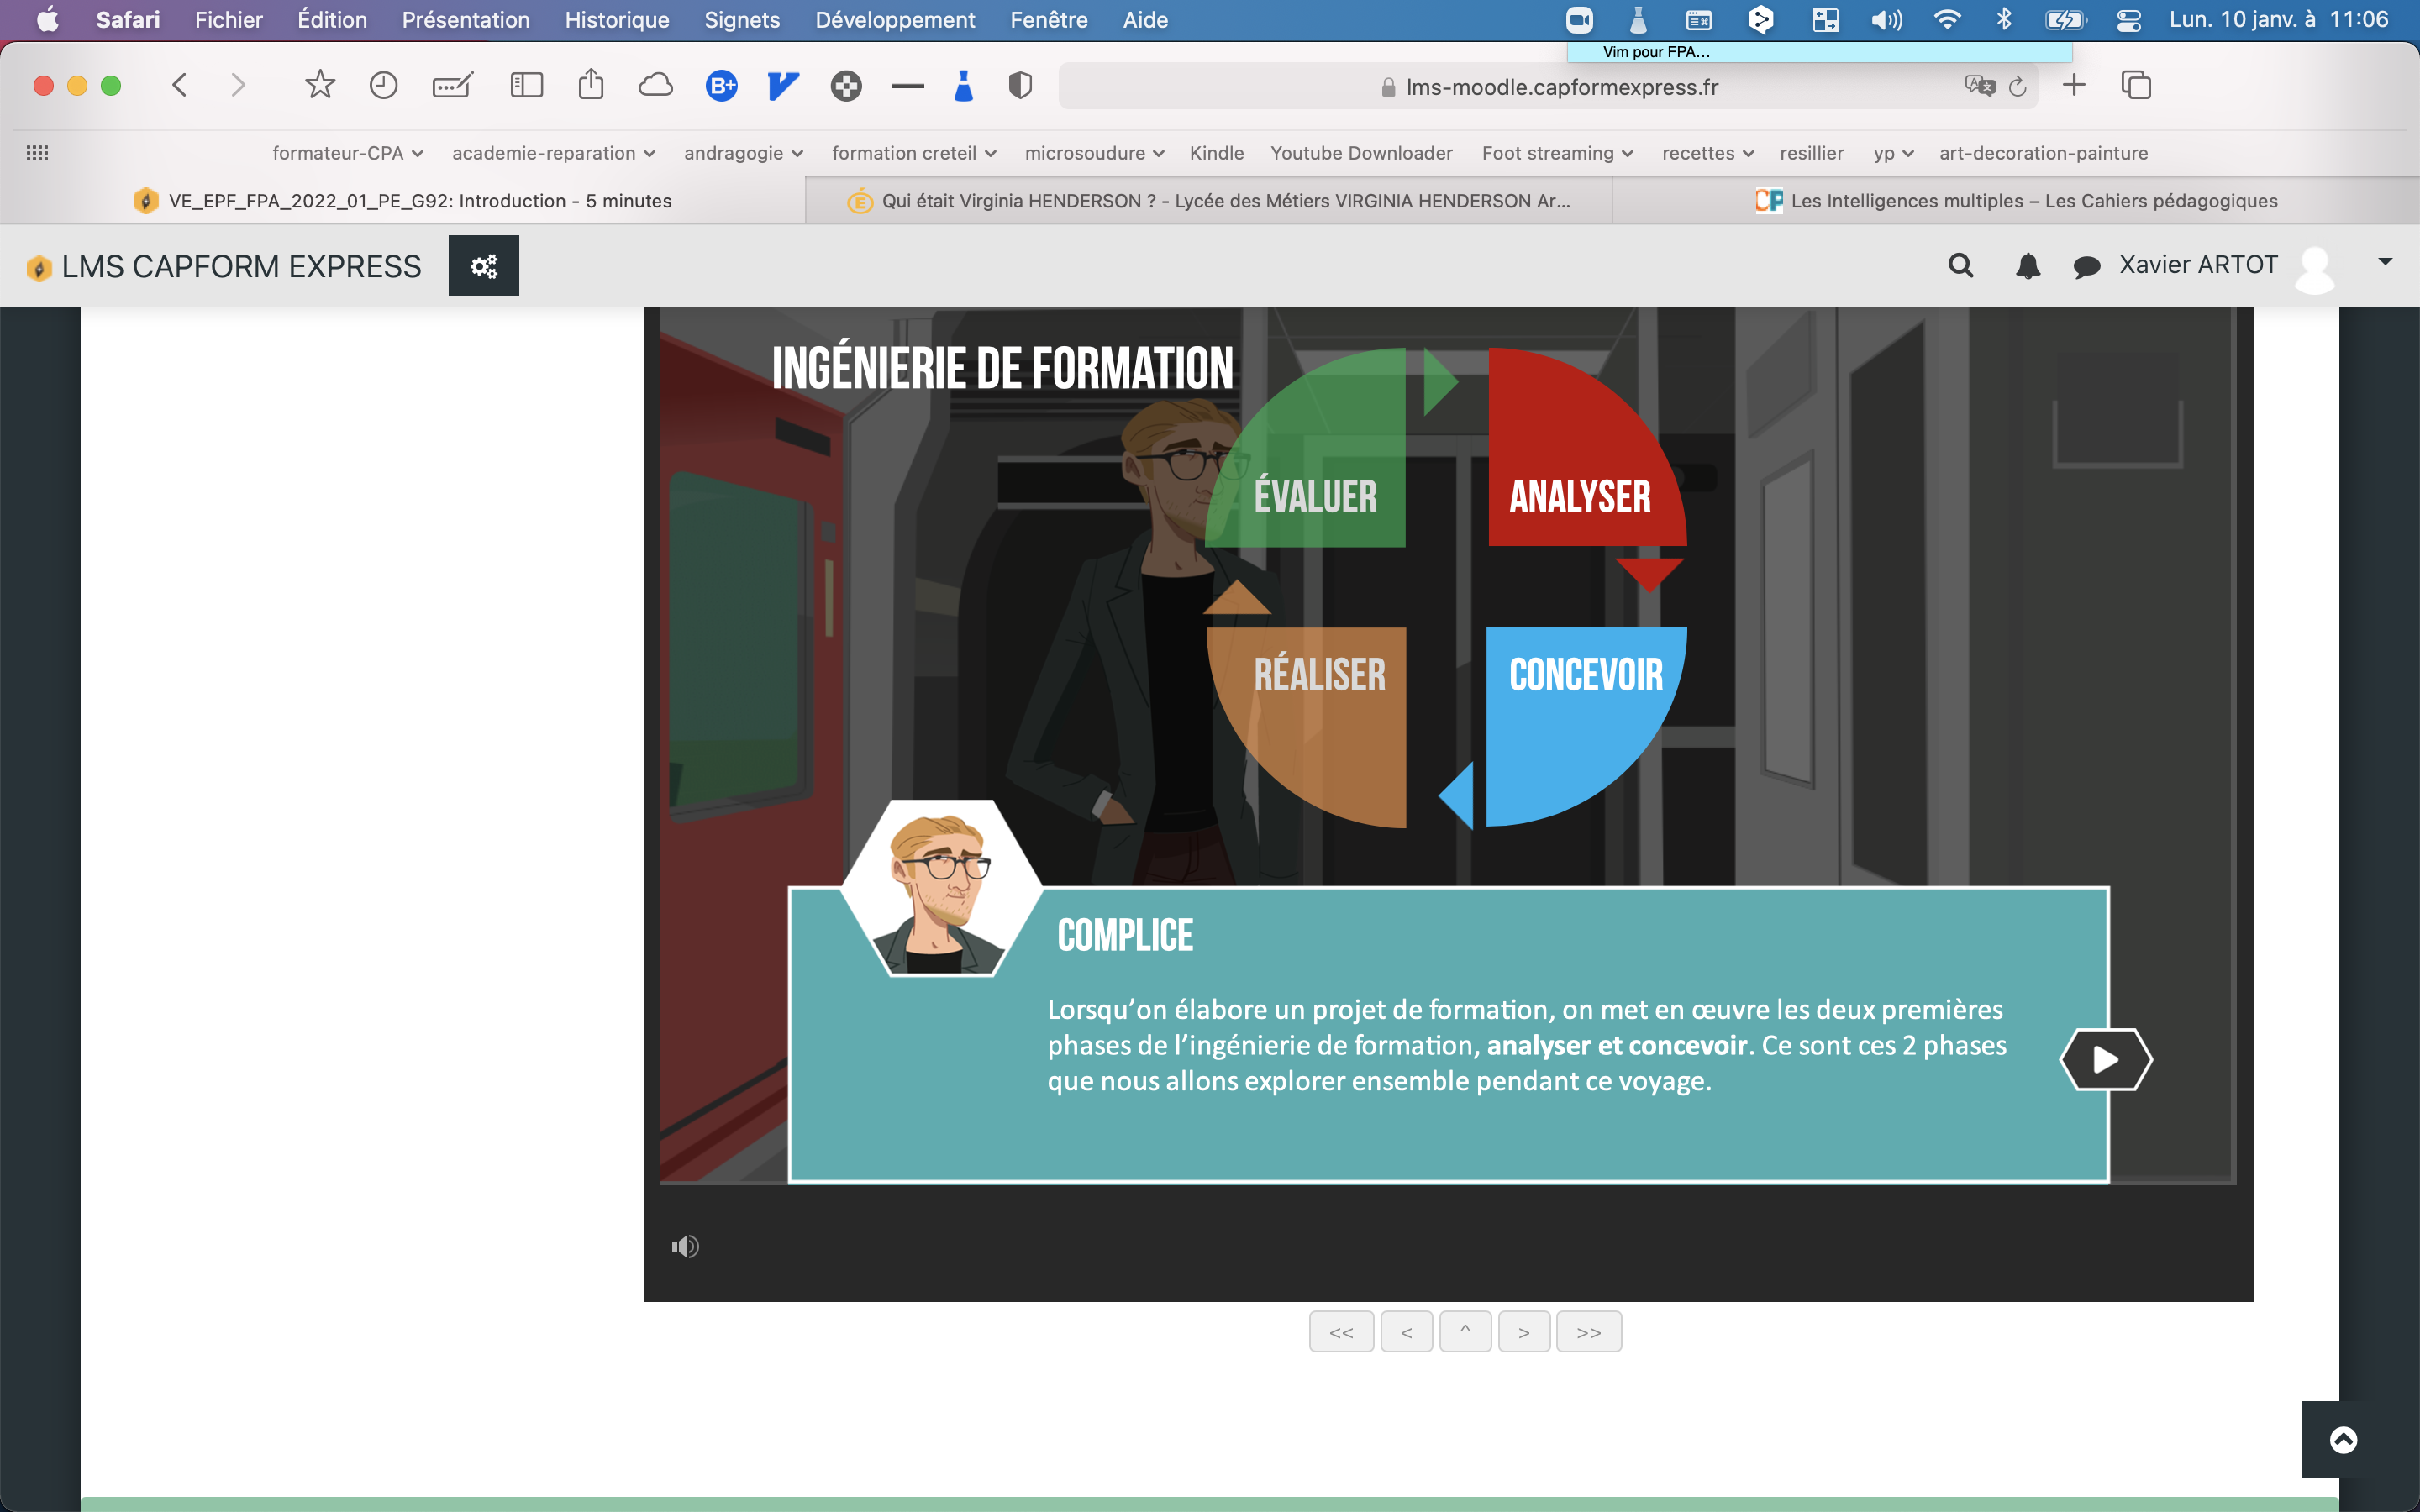 Safari Fichier Édition Présentation Historique Signets Développement Fenêtre Aide Lun. 10 janv. à 11:06
Vim pour FPA...
B+ lms-moodle.capformexpress.fr
formateur-CPA academie-reparation andragogie formation creteil microsoudure Kindle Youtube Downloader Foot streaming recettes resillier yp art-decoration-painture
VE_EPF_FPA_2022_01_PE_G92: Introduction - 5 minutes É Qui était Virginia HENDERSON ? - Lycée des Métiers VIRGINIA HENDERSON Ar... CP Les Intelligences multiples – Les Cahiers pédagogiques
LMS CAPFORM EXPRESS Xavier ARTOT
INGÉNIERIE DE FORMATION
ÉVALUER ANALYSER
RÉALISER CONCEVOIR
COMPLICE
Lorsqu'on élabore un projet de formation, on met en œuvre les deux premières
phases de l'ingénierie de formation, analyser et concevoir. Ce sont ces 2 phases
que nous allons explorer ensemble pendant ce voyage.
<< < ^ > >>